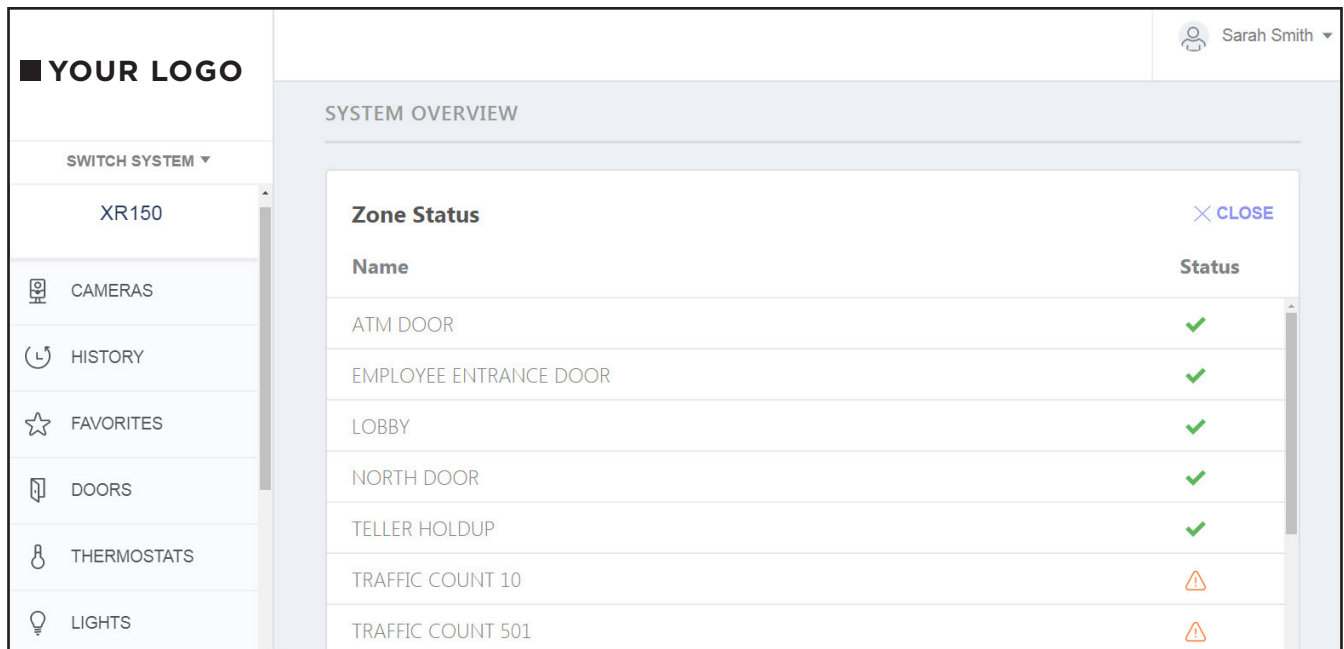 YOUR LOGO
Sarah Smith
SWITCH SYSTEM
XR150
CAMERAS
HISTORY
FAVORITES
DOORS
THERMOSTATS
LIGHTS
SYSTEM OVERVIEW
Zone Status
CLOSE
Name Status
ATM DOOR
EMPLOYEE ENTRANCE DOOR
LOBBY
NORTH DOOR
TELLER HOLDUP
TRAFFIC COUNT 10
TRAFFIC COUNT 501